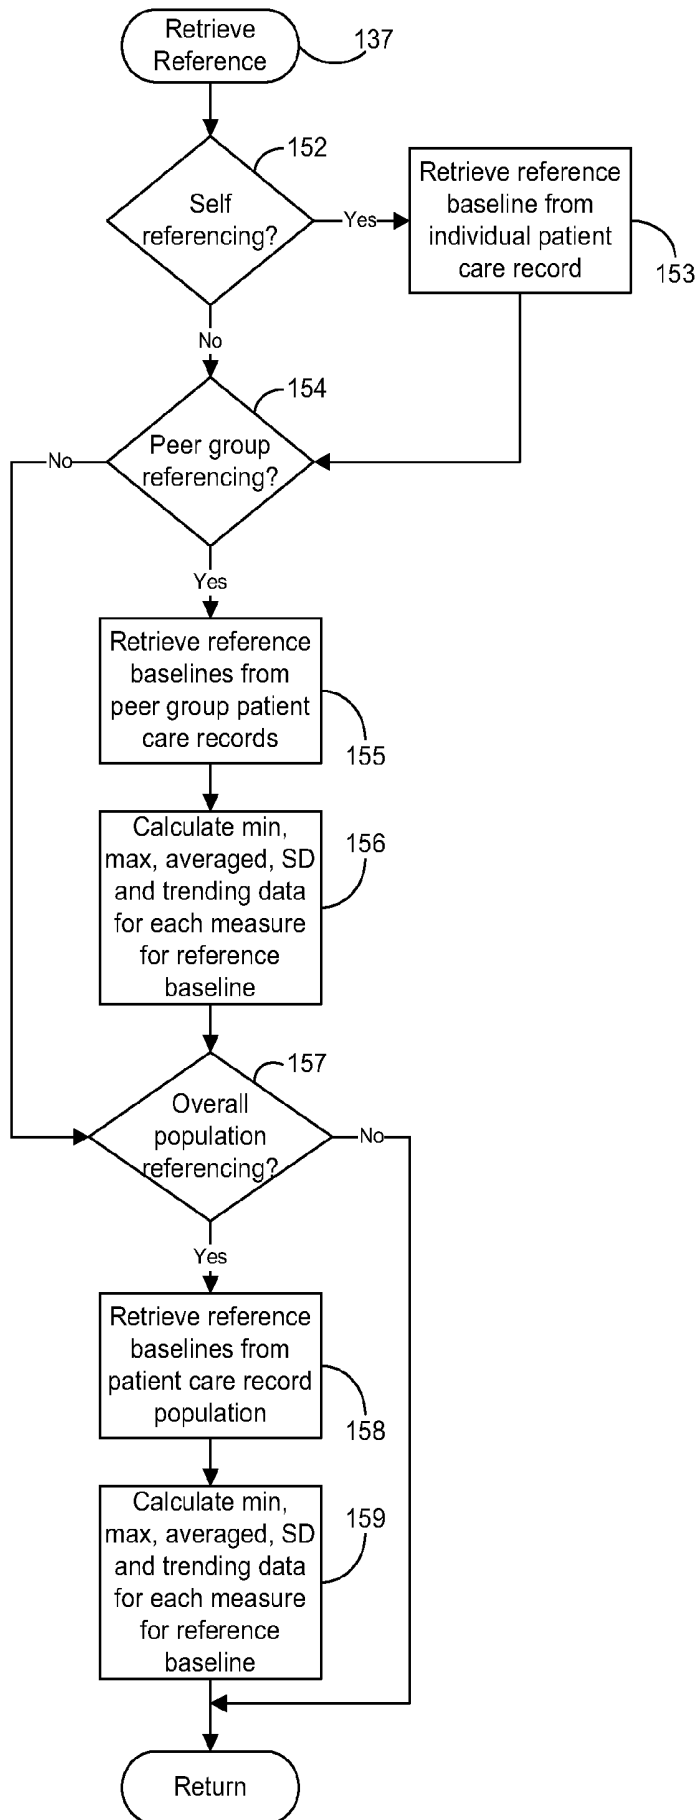 Retrieve
Reference
137
152
Self
referencing?
Yes
Retrieve reference
baseline from
individual patient
care record
153
No
154
Peer group
referencing?
No
Yes
Retrieve reference
baselines from
peer group patient
care records
155
Calculate min,
max, averaged, SD
and trending data
for each measure
for reference
baseline
156
157
Overall
population
referencing?
No
Yes
Retrieve reference
baselines from
patient care record
population
158
Calculate min,
max, averaged, SD
and trending data
for each measure
for reference
baseline
159
Return